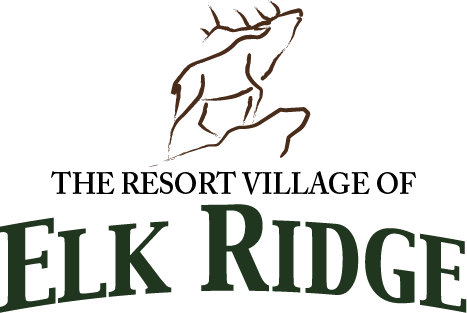 THE RESORT VILLAGE OF
ELK RIDGE